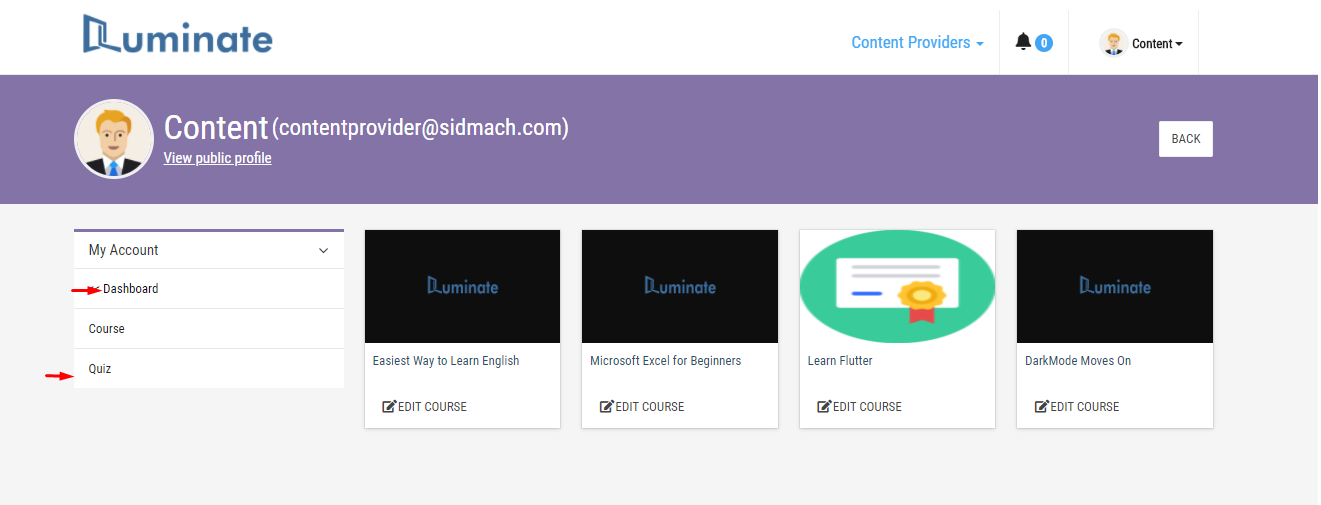 Luminate
Content Providers
0
Content
Content (contentprovider@sidmach.com)
View public profile
BACK
My Account
Dashboard
Course
Quiz
Luminate
Easiest Way to Learn English
EDIT COURSE
Luminate
Microsoft Excel for Beginners
EDIT COURSE
Learn Flutter
EDIT COURSE
Luminate
DarkMode Moves On
EDIT COURSE